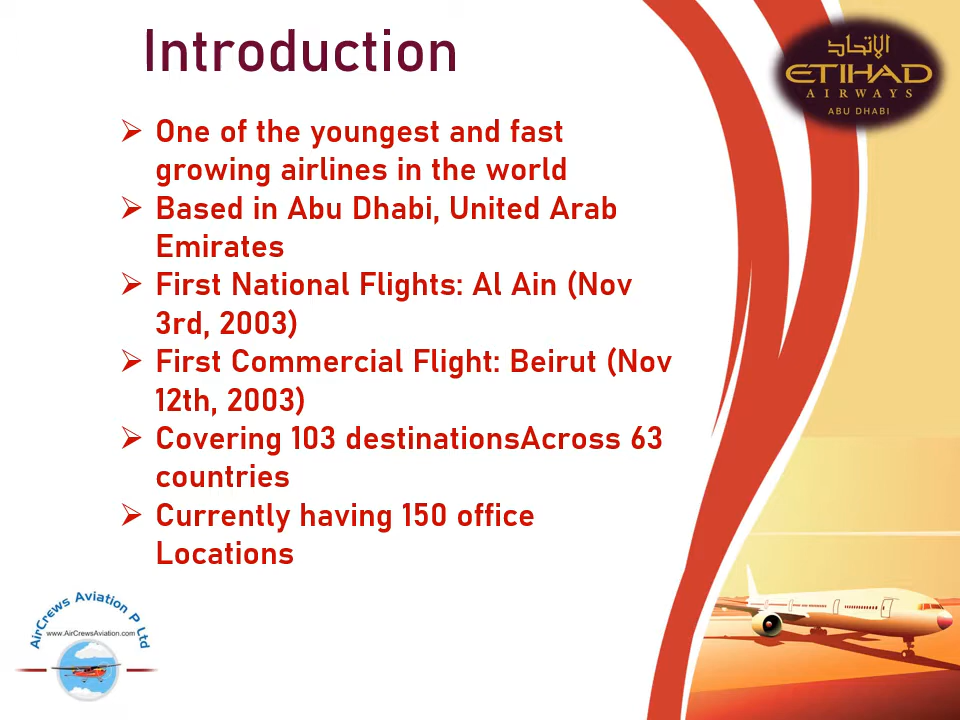 Introduction
الإتحاد
ETIHAD
AIRWAYS
ABU DHABI
➢ One of the youngest and fast
growing airlines in the world
➢ Based in Abu Dhabi, United Arab
Emirates
➢ First National Flights: Al Ain (Nov
3rd, 2003)
➢ First Commercial Flight: Beirut (Nov
12th, 2003)
➢ Covering 103 destinationsAcross 63
countries
➢ Currently having 150 office
Locations
AirCrews Aviation P Ltd
www.AirCrewsAviation.com